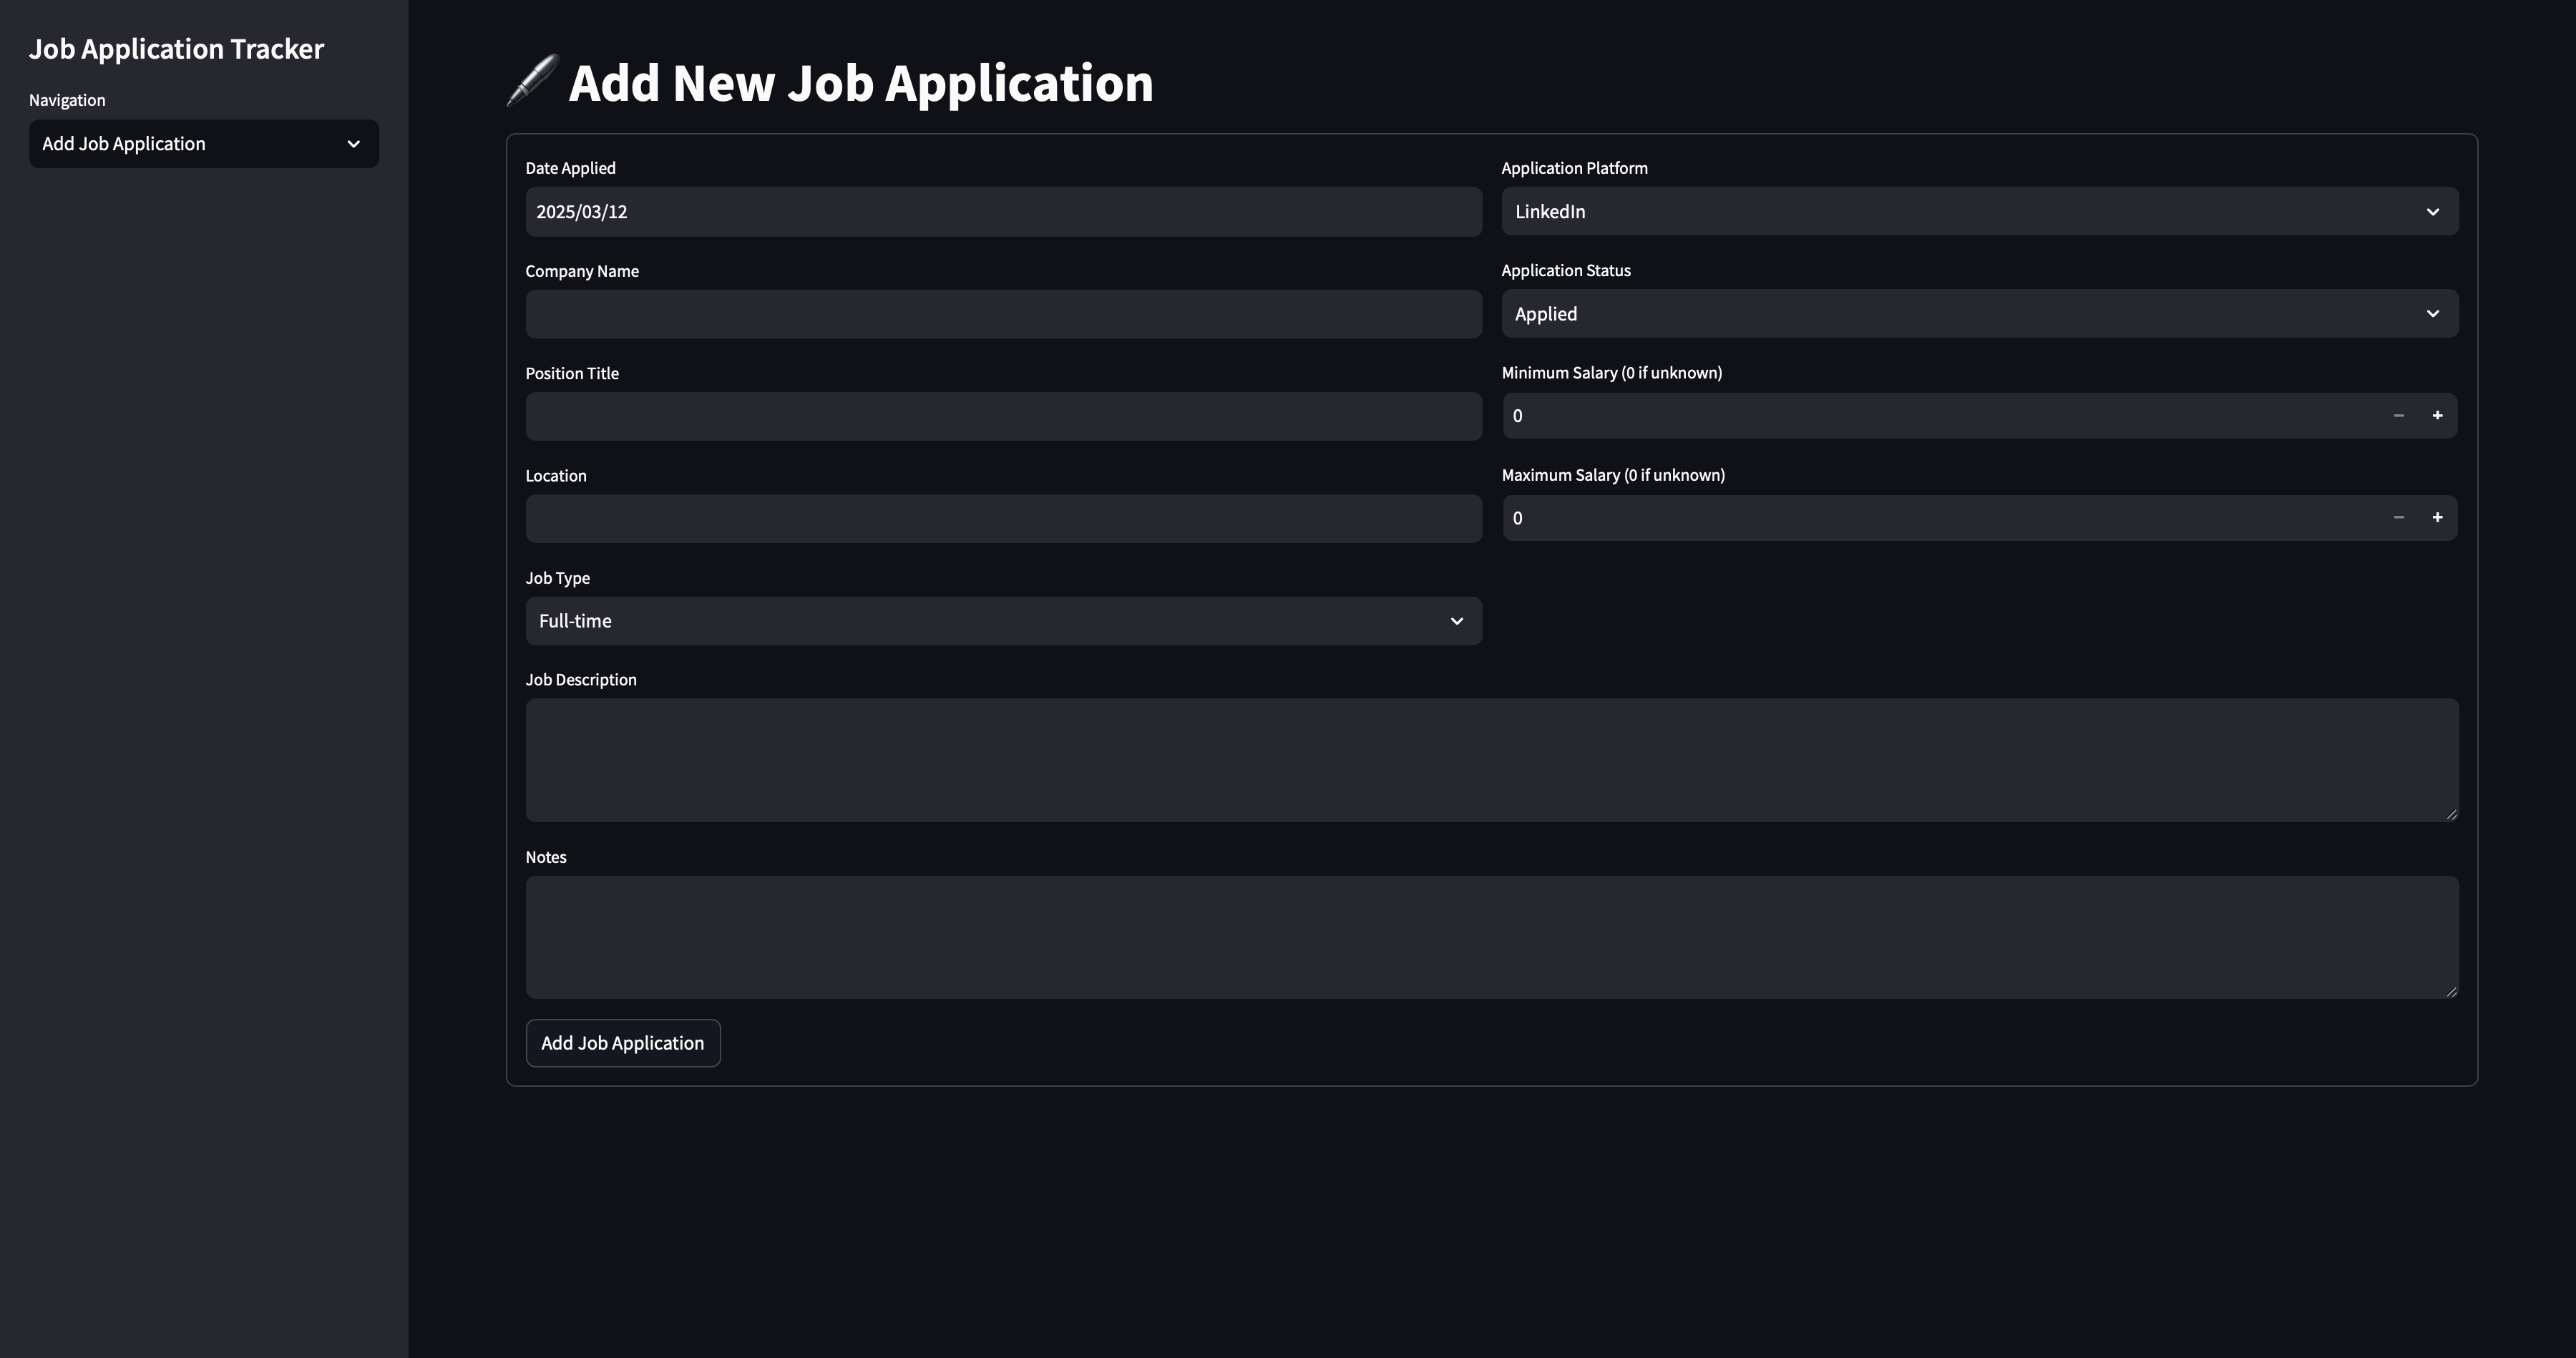 Job Application Tracker
Navigation
Add Job Application
Add New Job Application
Date Applied
2025/03/12
Company Name
Position Title
Location
Job Type
Full-time
Application Platform
LinkedIn
Application Status
Applied
Minimum Salary (0 if unknown)
0
Maximum Salary (0 if unknown)
0
Job Description
Notes
Add Job Application